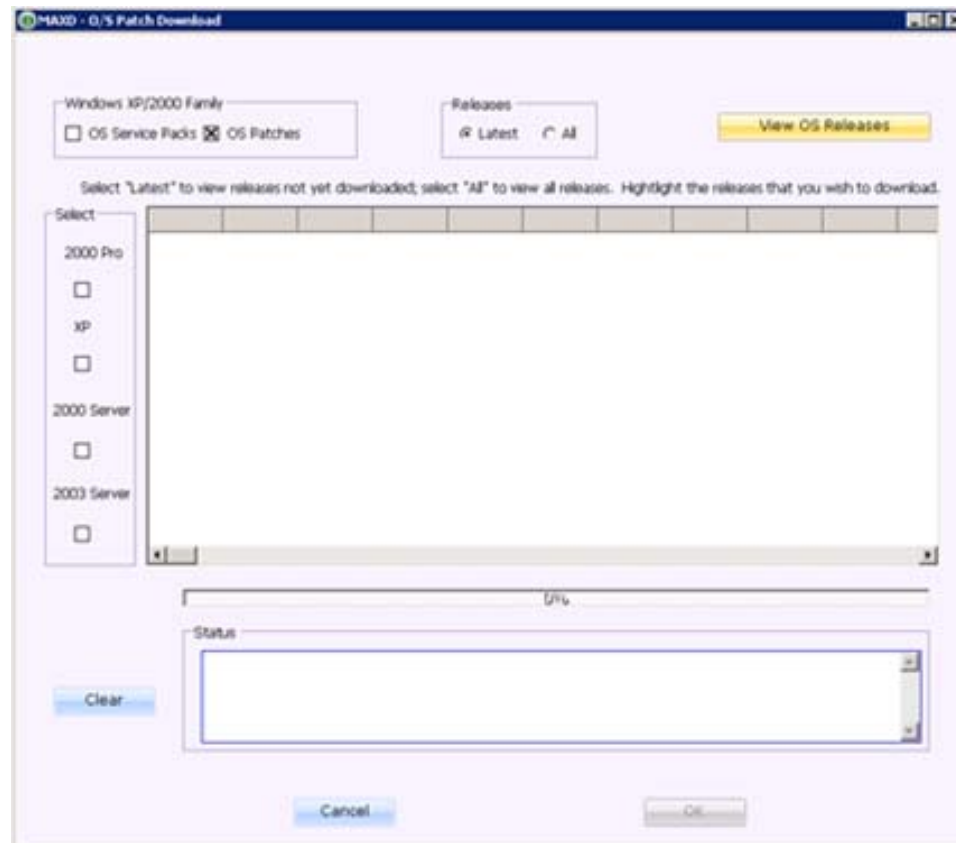 MAXD - O/S Patch Download
Windows XP/2000 Family
OS Service Packs OS Patches
Releases
Latest All
View OS Releases
Select "Latest" to view releases not yet downloaded; select "All" to view all releases. Hightlight the releases that you wish to download.
Select
2000 Pro
XP
2000 Server
2003 Server
0%
Status
Clear
Cancel
OK